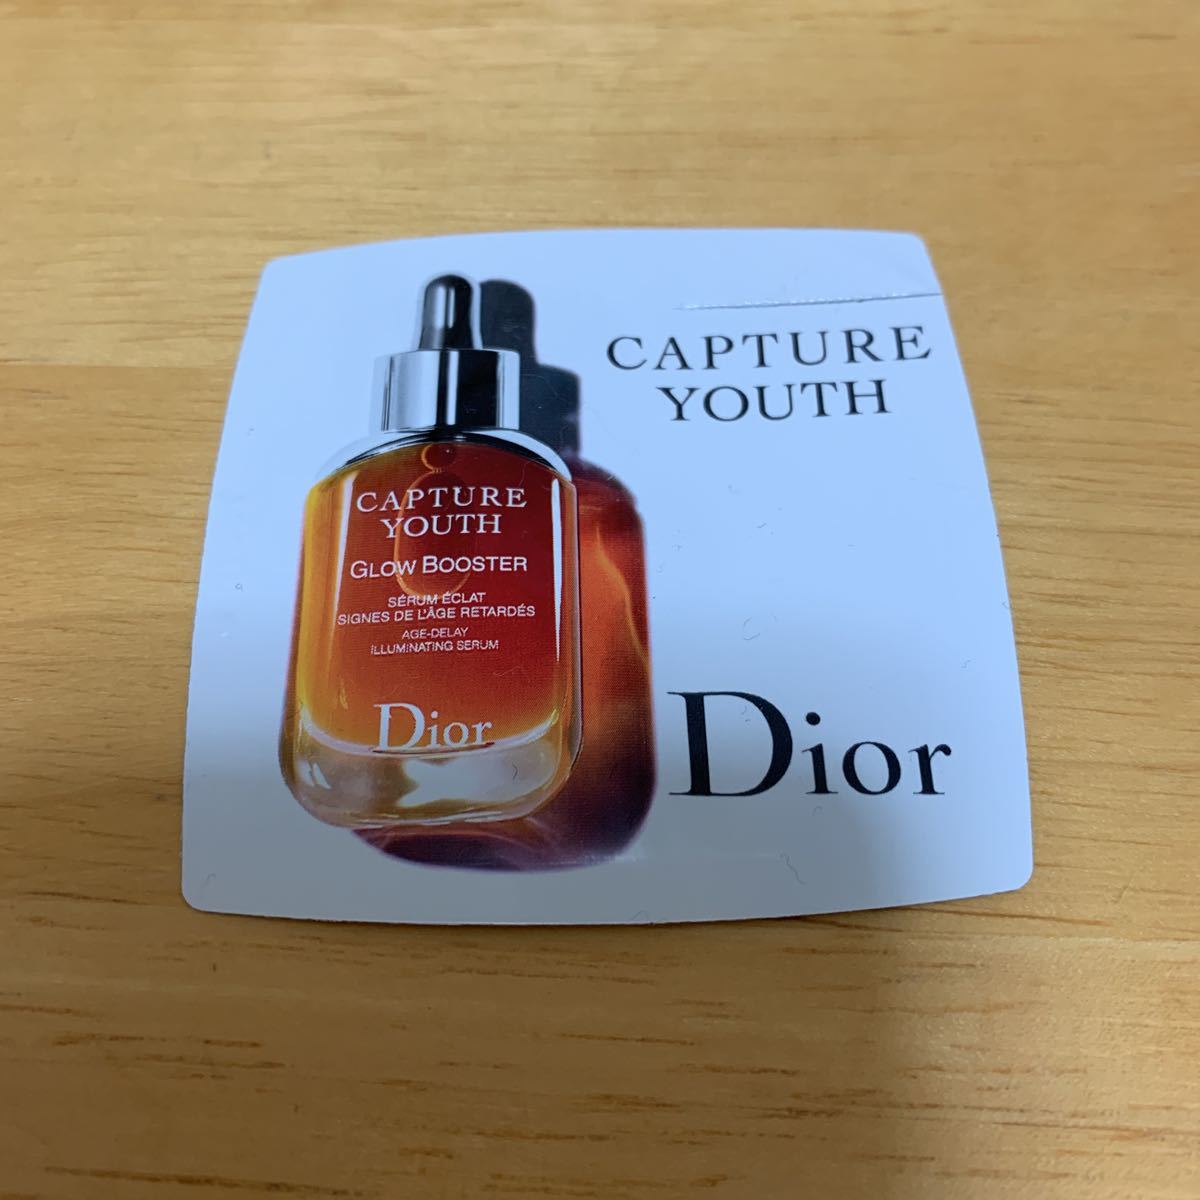 CAPTURE
YOUTH
GLOW BOOSTER
SÉRUM ÉCLAT
SIGNES DE L'ÂGE RETARDÉS
AGE-DELAY
ILLUMINATING SERUM
Dior
CAPTURE
YOUTH
Dior